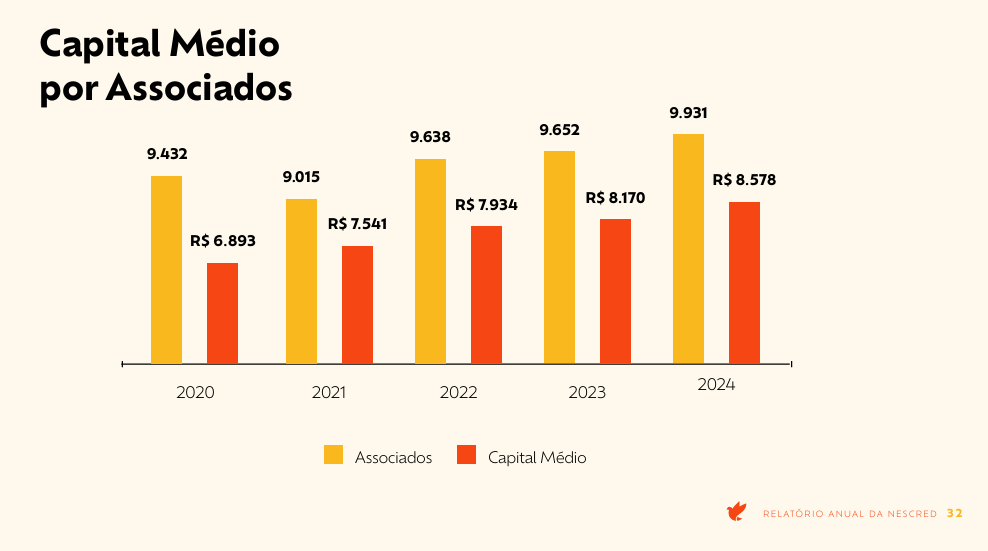 Capital Médio
por Associados
9.432
R$ 6.893
9.015
R$ 7.541
9.638
R$ 7.934
9.652
R$ 8.170
9.931
R$ 8.578
2020
2021
2022
2023
2024
Associados
Capital Médio
RELATÓRIO ANUAL DA NESCRED 32